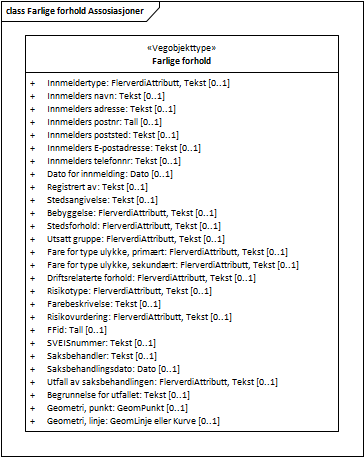 class Farlige forhold Assosiasjoner
«Vegobjekttype»
Farlige forhold
+ Innmeldertype: FlerverdiAttributt, Tekst [0..1]
+ Innmelders navn: Tekst [0..1]
+ Innmelders adresse: Tekst [0..1]
+ Innmelders postnr: Tall [0..1]
+ Innmelders poststed: Tekst [0..1]
+ Innmelders E-postadresse: Tekst [0..1]
+ Innmelders telefonnr: Tekst [0..1]
+ Dato for innmelding: Dato [0..1]
+ Registrert av: Tekst [0..1]
+ Stedsangivelse: Tekst [0..1]
+ Bebyggelse: FlerverdiAttributt, Tekst [0..1]
+ Stedsforhold: FlerverdiAttributt, Tekst [0..1]
+ Utsatt gruppe: FlerverdiAttributt, Tekst [0..1]
+ Fare for type ulykke, primært: FlerverdiAttributt, Tekst [0..1]
+ Fare for type ulykke, sekundært: FlerverdiAttributt, Tekst [0..1]
+ Driftsrelaterte forhold: FlerverdiAttributt, Tekst [0..1]
+ Risikotype: FlerverdiAttributt, Tekst [0..1]
+ Farebeskrivelse: Tekst [0..1]
+ Risikovurdering: FlerverdiAttributt, Tekst [0..1]
+ FFid: Tall [0..1]
+ SVEISnummer: Tekst [0..1]
+ Saksbehandler: Tekst [0..1]
+ Saksbehandlingsdato: Dato [0..1]
+ Utfall av saksbehandlingen: FlerverdiAttributt, Tekst [0..1]
+ Begrunnelse for utfallet: Tekst [0..1]
+ Geometri, punkt: GeomPunkt [0..1]
+ Geometri, linje: GeomLinje eller Kurve [0..1]